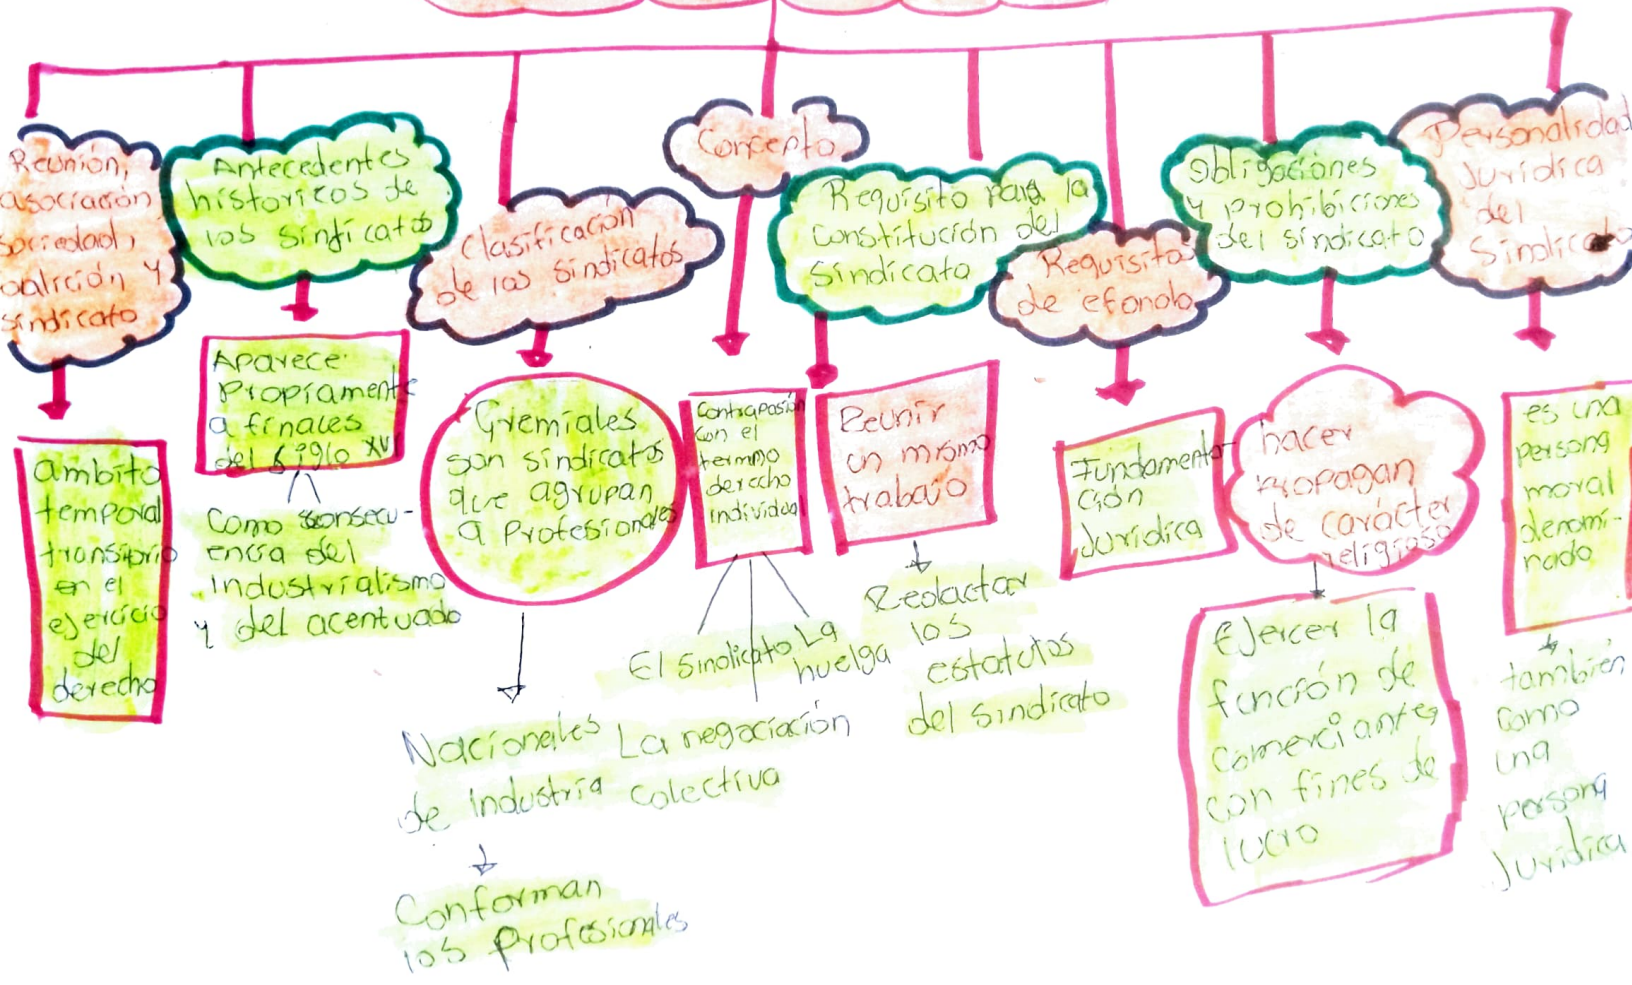 Reunión,
asociación
sociedad,
coalición y
sindicato
ambito
temporal
transitorio
en el
ejercicio
del
derecho
Antecedentes
historicos de
los sindicatos
Aparece
Propiamente
a finales
del siglo XVI
Como consecu-
encia del
industrialismo
y del acentuado
Clasificación
de los sindicatos
Gremiales
son sindicatos
que agrupan
a Profesionales
Nacionales
de industria
Conforman
los profesionales
Concepto
Contraposión
con el
termino
derecho
individual
El sindicato
La negociación
colectiva
La
huelga
Requisito para la
Constitución del
Sindicato
Reunir
un mismo
trabajo
Redactar
los
estatutos
del sindicato
Requisitos
de efondo
Fundamenta-
ción
Jurídica
Obligaciones
y Prohibiciones
del sindicato
hacer
propagan
de carácter
religioso
Ejercer la
función de
Comerciantes
con fines de
lucro
Personalidad
Jurídica
del
Sindicato
es una
persona
moral
denomi-
nado
también
como
una
persona
Jurídica